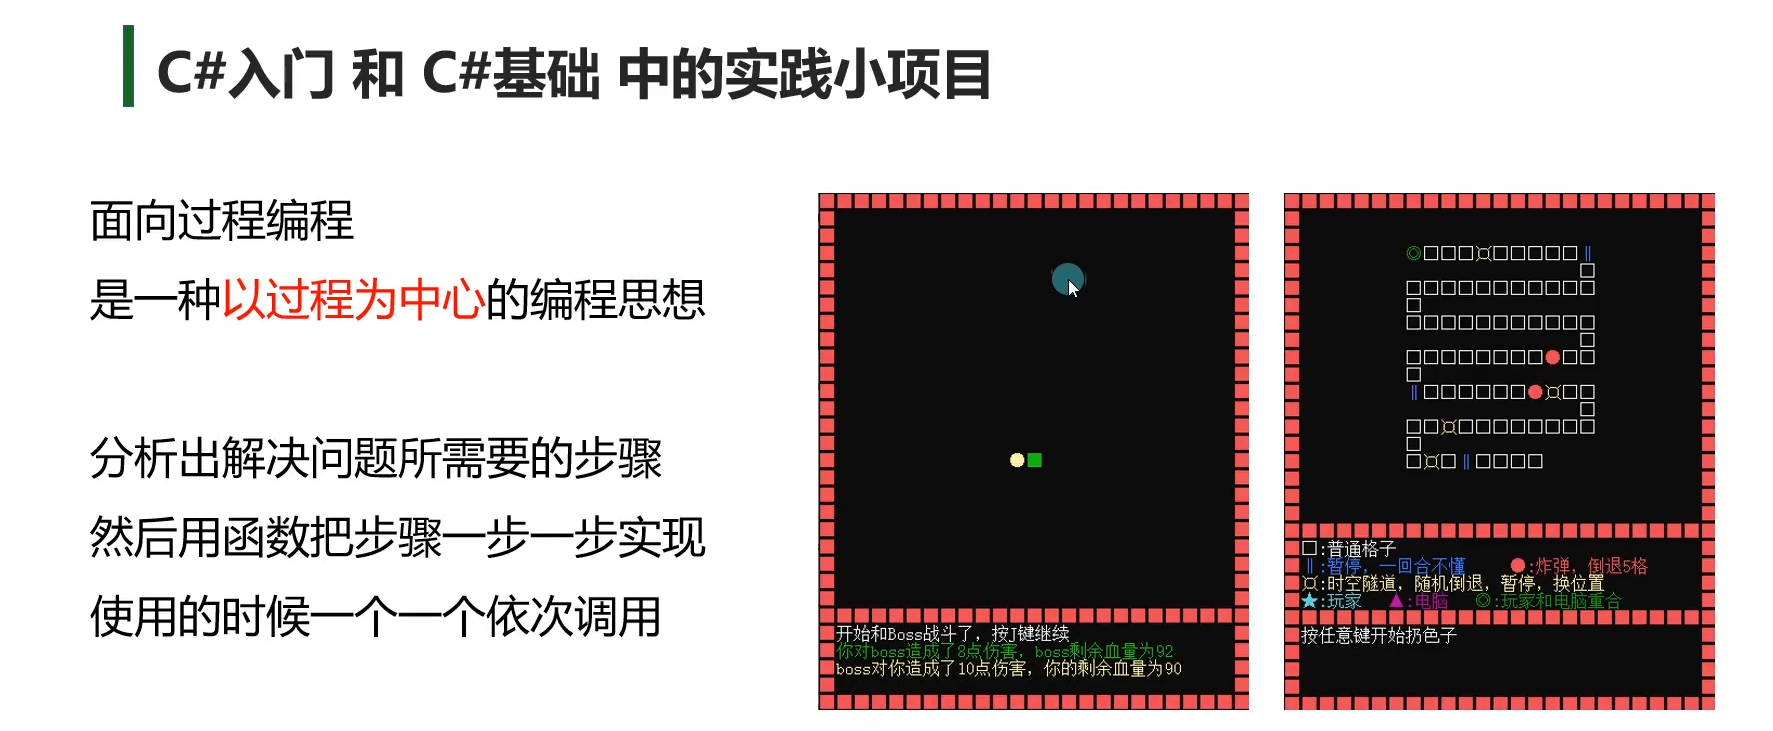 C#入门 和 C#基础 中的实践小项目
面向过程编程
是一种以过程为中心的编程思想
分析出解决问题所需要的步骤
然后用函数把步骤一步一步实现
使用的时候一个一个依次调用
开始和Boss战斗了，按J键继续
你对boss造成了8点伤害，boss剩余血量为92
boss对你造成了10点伤害，你的剩余血量为90
□:普通格子
‖:暂停，一回合不懂 ●:炸弹，倒退5格
¤:时空隧道，随机倒退，暂停，换位置
★:玩家 ▲:电脑 ◎:玩家和电脑重合
按任意键开始扔色子